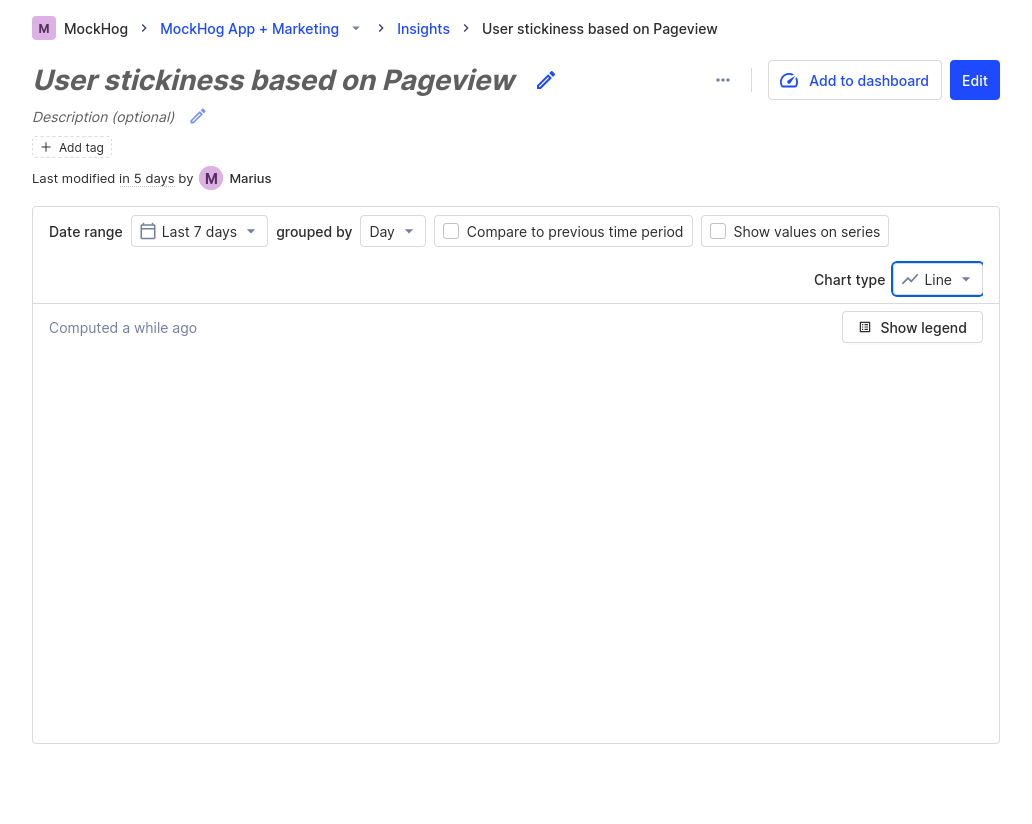 M MockHog > MockHog App + Marketing > Insights > User stickiness based on Pageview
User stickiness based on Pageview
Add to dashboard
Edit
Description (optional)
+ Add tag
Last modified in 5 days by M Marius
Date range Last 7 days grouped by Day Compare to previous time period Show values on series
Chart type Line
Computed a while ago
Show legend